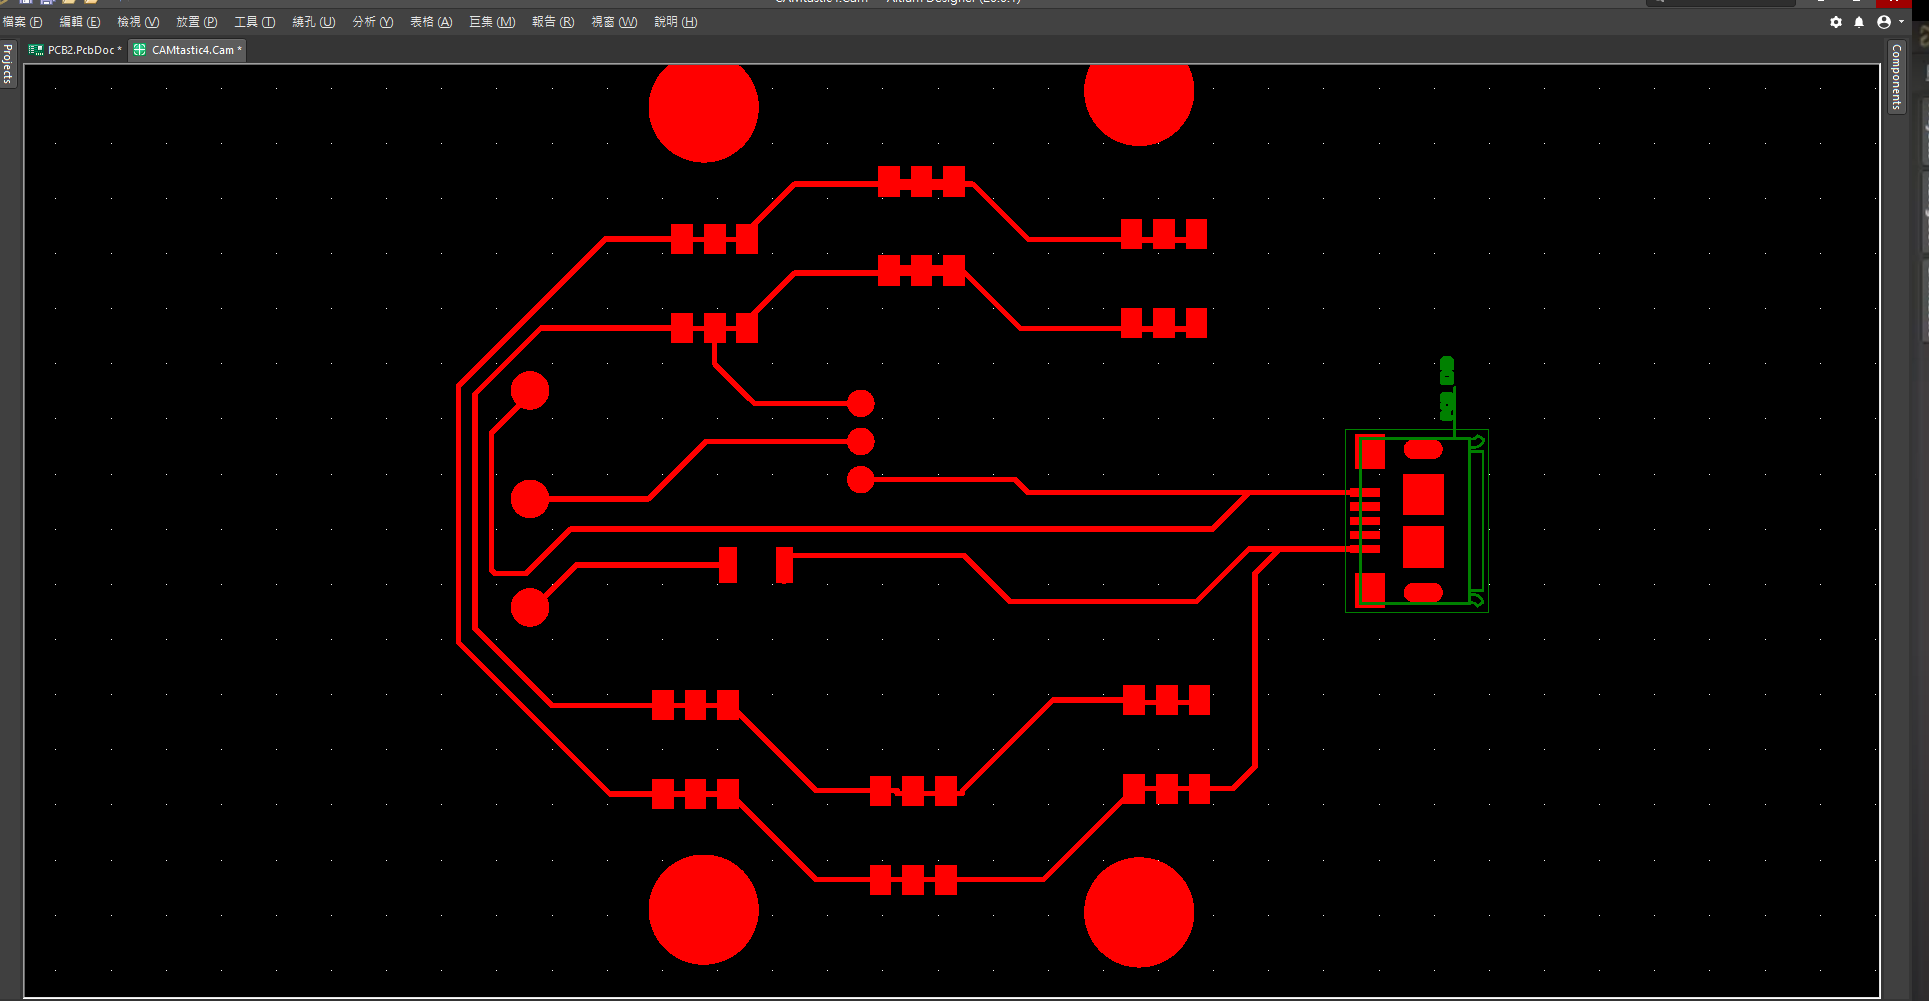 檔案 (F) 編輯 (E) 檢視 (V) 放置 (P) 工具 (T) 繞孔 (U) 分析 (Y) 表格 (A) 巨集 (M) 報告 (R) 視窗 (W) 說明 (H)
PCB2.PcbDoc * CAMtastic4.Cam *
Projects
Components